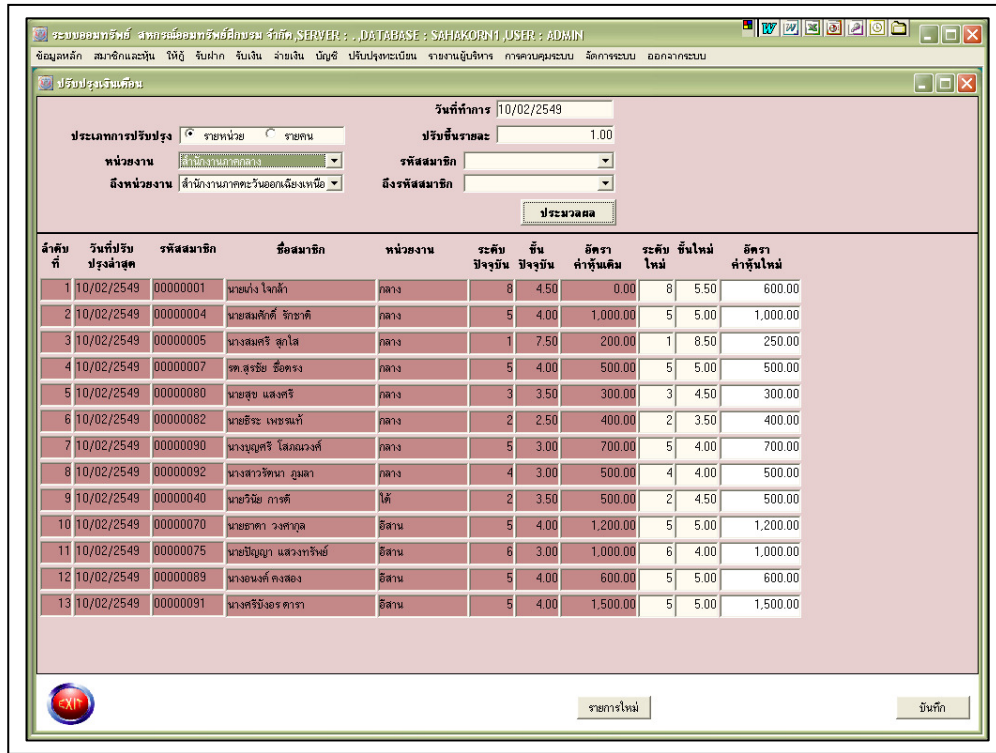 ระบบออมทรัพย์ สหกรณ์ออมทรัพย์ฝึกอบรม จำกัด,SERVER : . ,DATABASE : SAHAKORN1 ,USER : ADMIN
ข้อมูลหลัก สมาชิกและหุ้น ให้กู้ รับฝาก รับเงิน จ่ายเงิน บัญชี ปรับปรุงทะเบียน รายงานผู้บริหาร การควบคุมระบบ จัดการระบบ ออกจากระบบ
ปรับปรุงเงินเดือน
วันที่ทำการ 10/02/2549
ประเภทการปรับปรุง รายหน่วย รายคน ปรับขึ้นรายละ 1.00
หน่วยงาน สำนักงานภาคกลาง รหัสสมาชิก
ถึงหน่วยงาน สำนักงานภาคตะวันออกเฉียงเหนือ ถึงรหัสสมาชิก
ประมวลผล
ลำดับที่ วันที่ปรับปรุงล่าสุด รหัสสมาชิก ชื่อสมาชิก หน่วยงาน ระดับปัจจุบัน ขั้นปัจจุบัน อัตราค่าหุ้นเดิม ระดับใหม่ ขั้นใหม่ อัตราค่าหุ้นใหม่
1 10/02/2549 00000001 นายเก่ง ใจกล้า กลาง 8 4.50 0.00 8 5.50 600.00
2 10/02/2549 00000004 นายสมศักดิ์ รักชาติ กลาง 5 4.00 1,000.00 5 5.00 1,000.00
3 10/02/2549 00000005 นางสมศรี สุกใส กลาง 1 7.50 200.00 1 8.50 250.00
4 10/02/2549 00000007 รต.สุรชัย ซื่อตรง กลาง 5 4.00 500.00 5 5.00 500.00
5 10/02/2549 00000080 นายสุข แสงศรี กลาง 3 3.50 300.00 3 4.50 300.00
6 10/02/2549 00000082 นายธีระ เพชรแท้ กลาง 2 2.50 400.00 2 3.50 400.00
7 10/02/2549 00000090 นางบุญศรี โสภณวงศ์ กลาง 5 3.00 700.00 5 4.00 700.00
8 10/02/2549 00000092 นางสาวรัตนา ภูมลา กลาง 4 3.00 500.00 4 4.00 500.00
9 10/02/2549 00000040 นายวินัย การดี ใต้ 2 3.50 500.00 2 4.50 500.00
10 10/02/2549 00000070 นายธาดา วงศากุล อีสาน 5 4.00 1,200.00 5 5.00 1,200.00
11 10/02/2549 00000075 นายปัญญา แสวงทรัพย์ อีสาน 6 3.00 1,000.00 6 4.00 1,000.00
12 10/02/2549 00000089 นางอนงค์ คงสอง อีสาน 5 4.00 600.00 5 5.00 600.00
13 10/02/2549 00000091 นางศรีบังอร ดารา อีสาน 5 4.00 1,500.00 5 5.00 1,500.00
EXIT รายการใหม่ บันทึก